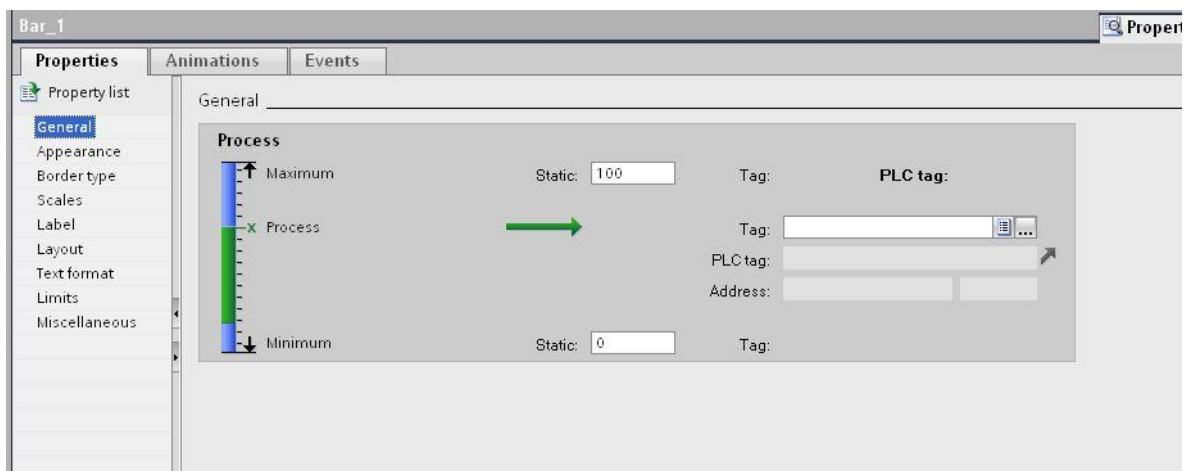 Bar_1
Propert
Properties Animations Events
Property list
General
Appearance
Border type
Scales
Label
Layout
Text format
Limits
Miscellaneous
General
Process
Maximum Static: 100 Tag: PLC tag:
x Process Tag: ...
PLC tag:
Address:
Minimum Static: 0 Tag: